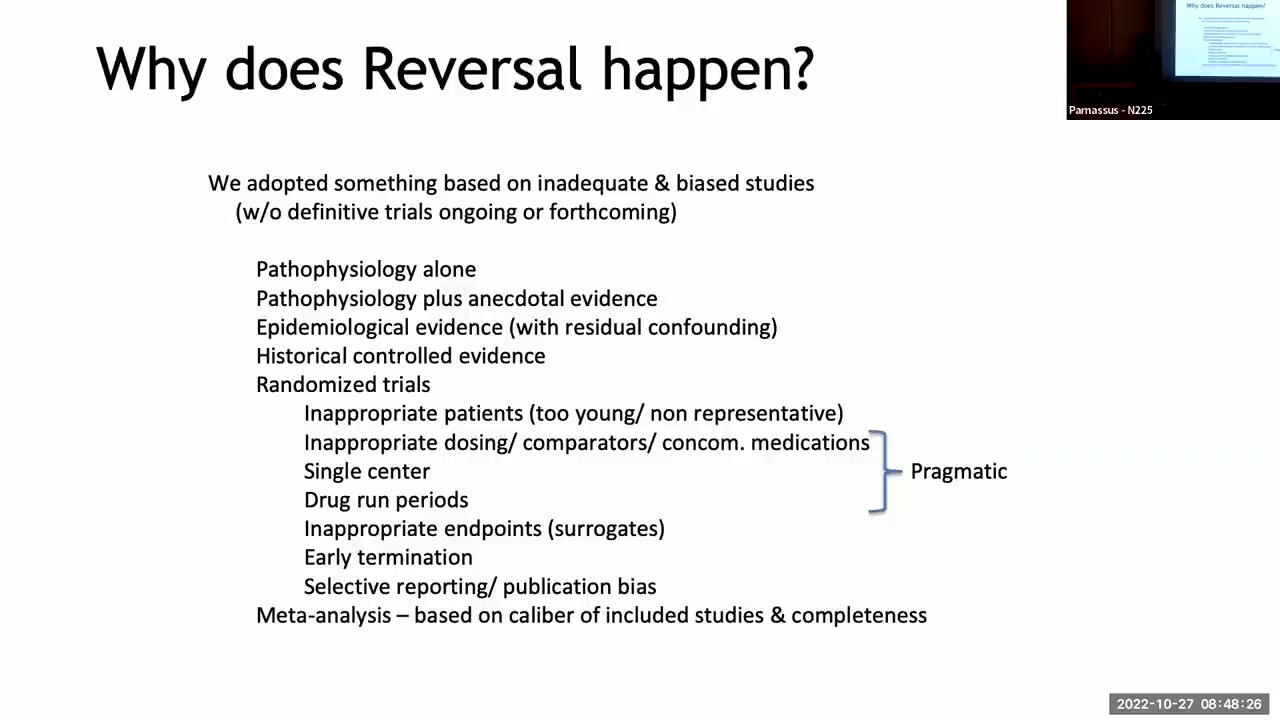 Why does Reversal happen?
Why does Reversal happen?
Parnassus - N225
We adopted something based on inadequate & biased studies
(w/o definitive trials ongoing or forthcoming)
Pathophysiology alone
Pathophysiology plus anecdotal evidence
Epidemiological evidence (with residual confounding)
Historical controlled evidence
Randomized trials
Inappropriate patients (too young/ non representative)
Inappropriate dosing/ comparators/ concom. medications
Single center
Pragmatic
Drug run periods
Inappropriate endpoints (surrogates)
Early termination
Selective reporting/ publication bias
Meta-analysis – based on caliber of included studies & completeness
2022-10-27 08:48:26